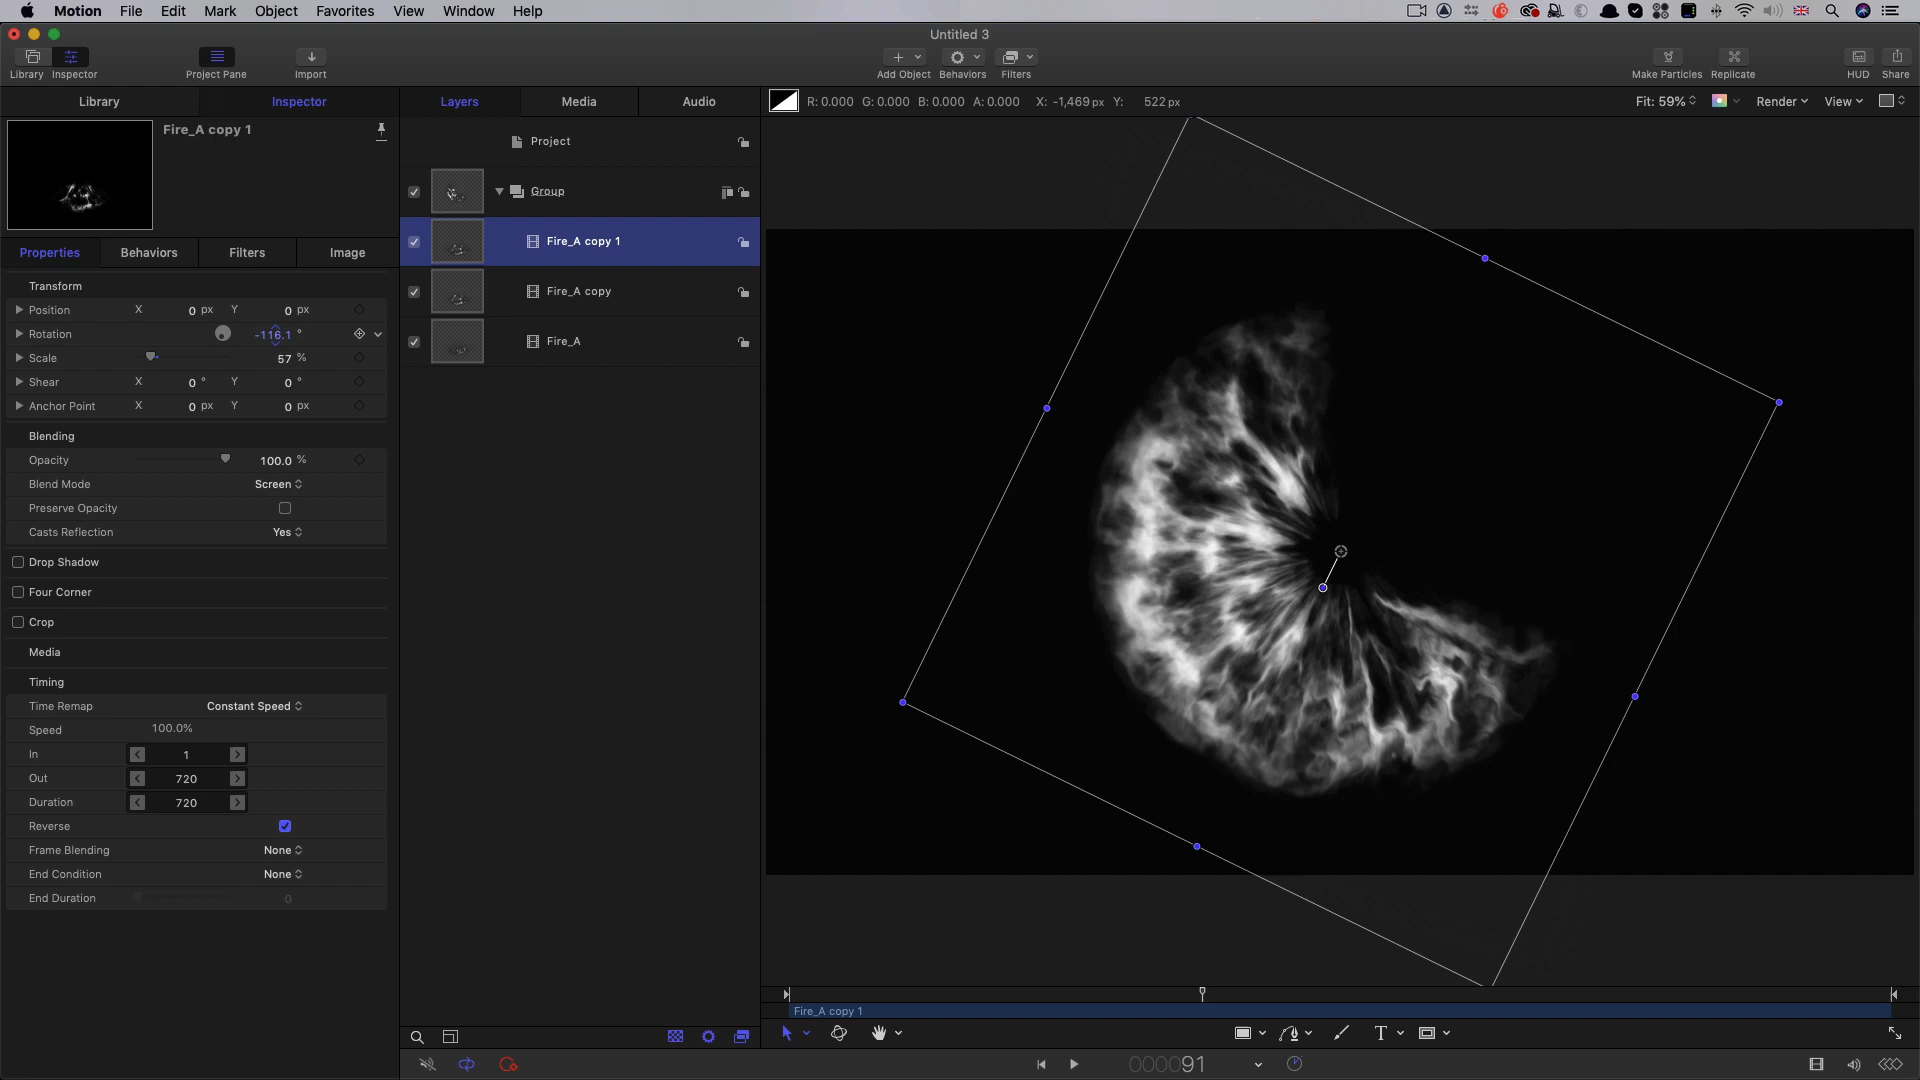 Motion File Edit Mark Object Favorites View Window Help
Untitled 3
Library Inspector Project Pane Import Add Object Behaviors Filters Make Particles Replicate HUD Share
Library Inspector Layers Media Audio R: 0.000 G: 0.000 B: 0.000 A: 0.000 X: -1,469 px Y: 522 px Fit: 59% Render View
Fire_A copy 1
Project
Group
Fire_A copy 1
Fire_A copy
Fire_A
Properties Behaviors Filters Image
Transform
Position X 0 px Y 0 px
Rotation -116.1 °
Scale 57 %
Shear X 0 ° Y 0 °
Anchor Point X 0 px Y 0 px
Blending
Opacity 100.0 %
Blend Mode Screen
Preserve Opacity
Casts Reflection Yes
Drop Shadow
Four Corner
Crop
Media
Timing
Time Remap Constant Speed
Speed 100.0%
In 1
Out 720
Duration 720
Reverse
Frame Blending None
End Condition None
End Duration 0
Fire_A copy 1
T
000091